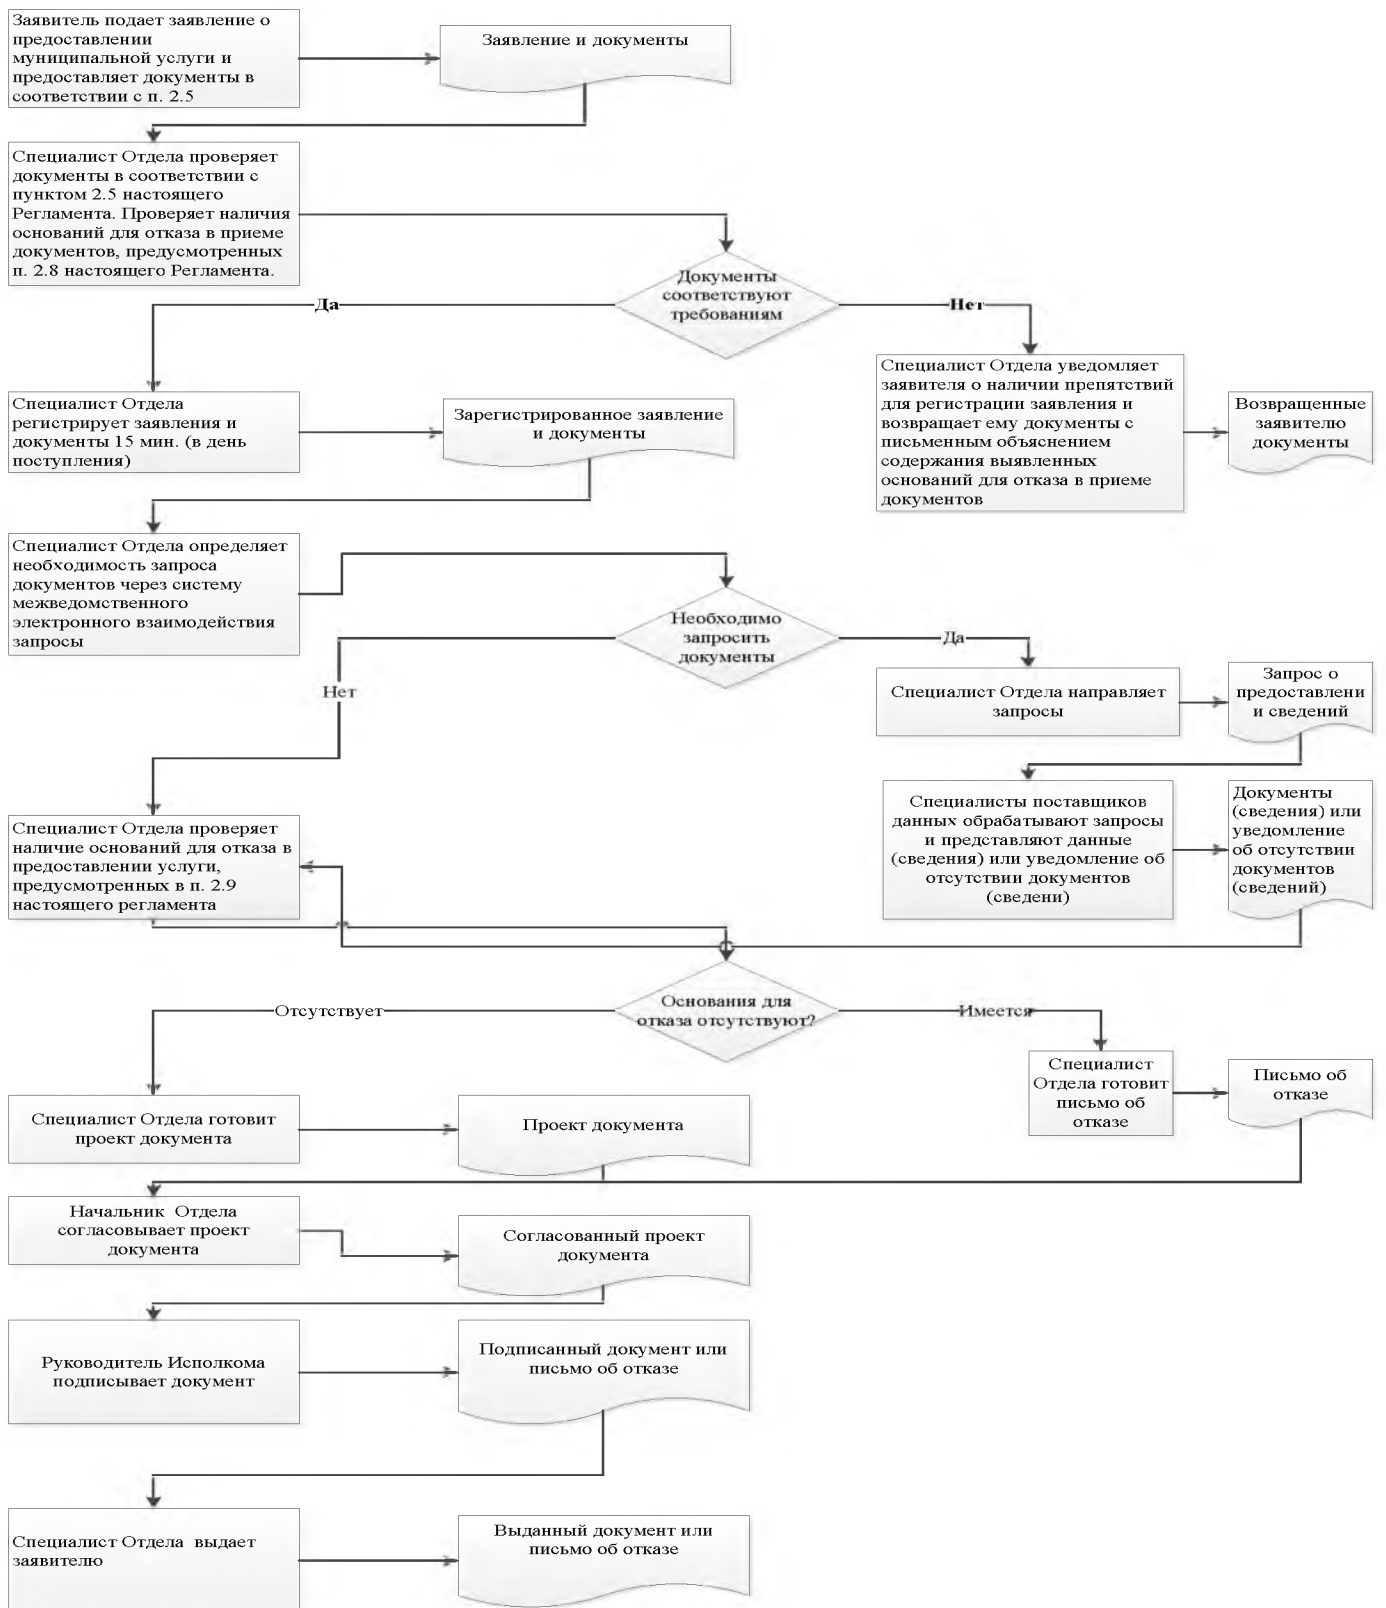 Заявитель подает заявление о
предоставлении
муниципальной услуги и
предоставляет документы в
соответствии с п. 2.5
Заявление и документы
Специалист Отдела проверяет
документы в соответствии с
пунктом 2.5 настоящего
Регламента. Проверяет наличия
оснований для отказа в приеме
документов, предусмотренных
п. 2.8 настоящего Регламента.
Документы
соответствуют
требованиям
Да
Нет
Специалист Отдела
регистрирует заявления и
документы 15 мин. (в день
поступления)
Зарегистрированное заявление
и документы
Специалист Отдела уведомляет
заявителя о наличии препятствий
для регистрации заявления и
возвращает ему документы с
письменным объяснением
содержания выявленных
оснований для отказа в приеме
документов
Возвращенные
заявителю
документы
Специалист Отдела определяет
необходимость запроса
документов через систему
межведомственного
электронного взаимодействия
запросы
Необходимо
запросить
документы
Да
Нет
Специалист Отдела направляет
запросы
Запрос о
предоставлени
и сведений
Специалист Отдела проверяет
наличие оснований для отказа в
предоставлении услуги,
предусмотренных в п. 2.9
настоящего регламента
Специалисты поставщиков
данных обрабатывают запросы
и представляют данные
(сведения) или уведомление об
отсутствии документов
(сведени)
Документы
(сведения) или
уведомление
об отсутствии
документов
(сведений)
Основания для
отказа отсутствуют?
Отсутствует
Имеется
Специалист
Отдела готовит
письмо об
отказе
Письмо об
отказе
Специалист Отдела готовит
проект документа
Проект документа
Начальник Отдела
согласовывает проект
документа
Согласованный проект
документа
Руководитель Исполкома
подписывает документ
Подписанный документ или
письмо об отказе
Специалист Отдела выдает
заявителю
Выданный документ или
письмо об отказе